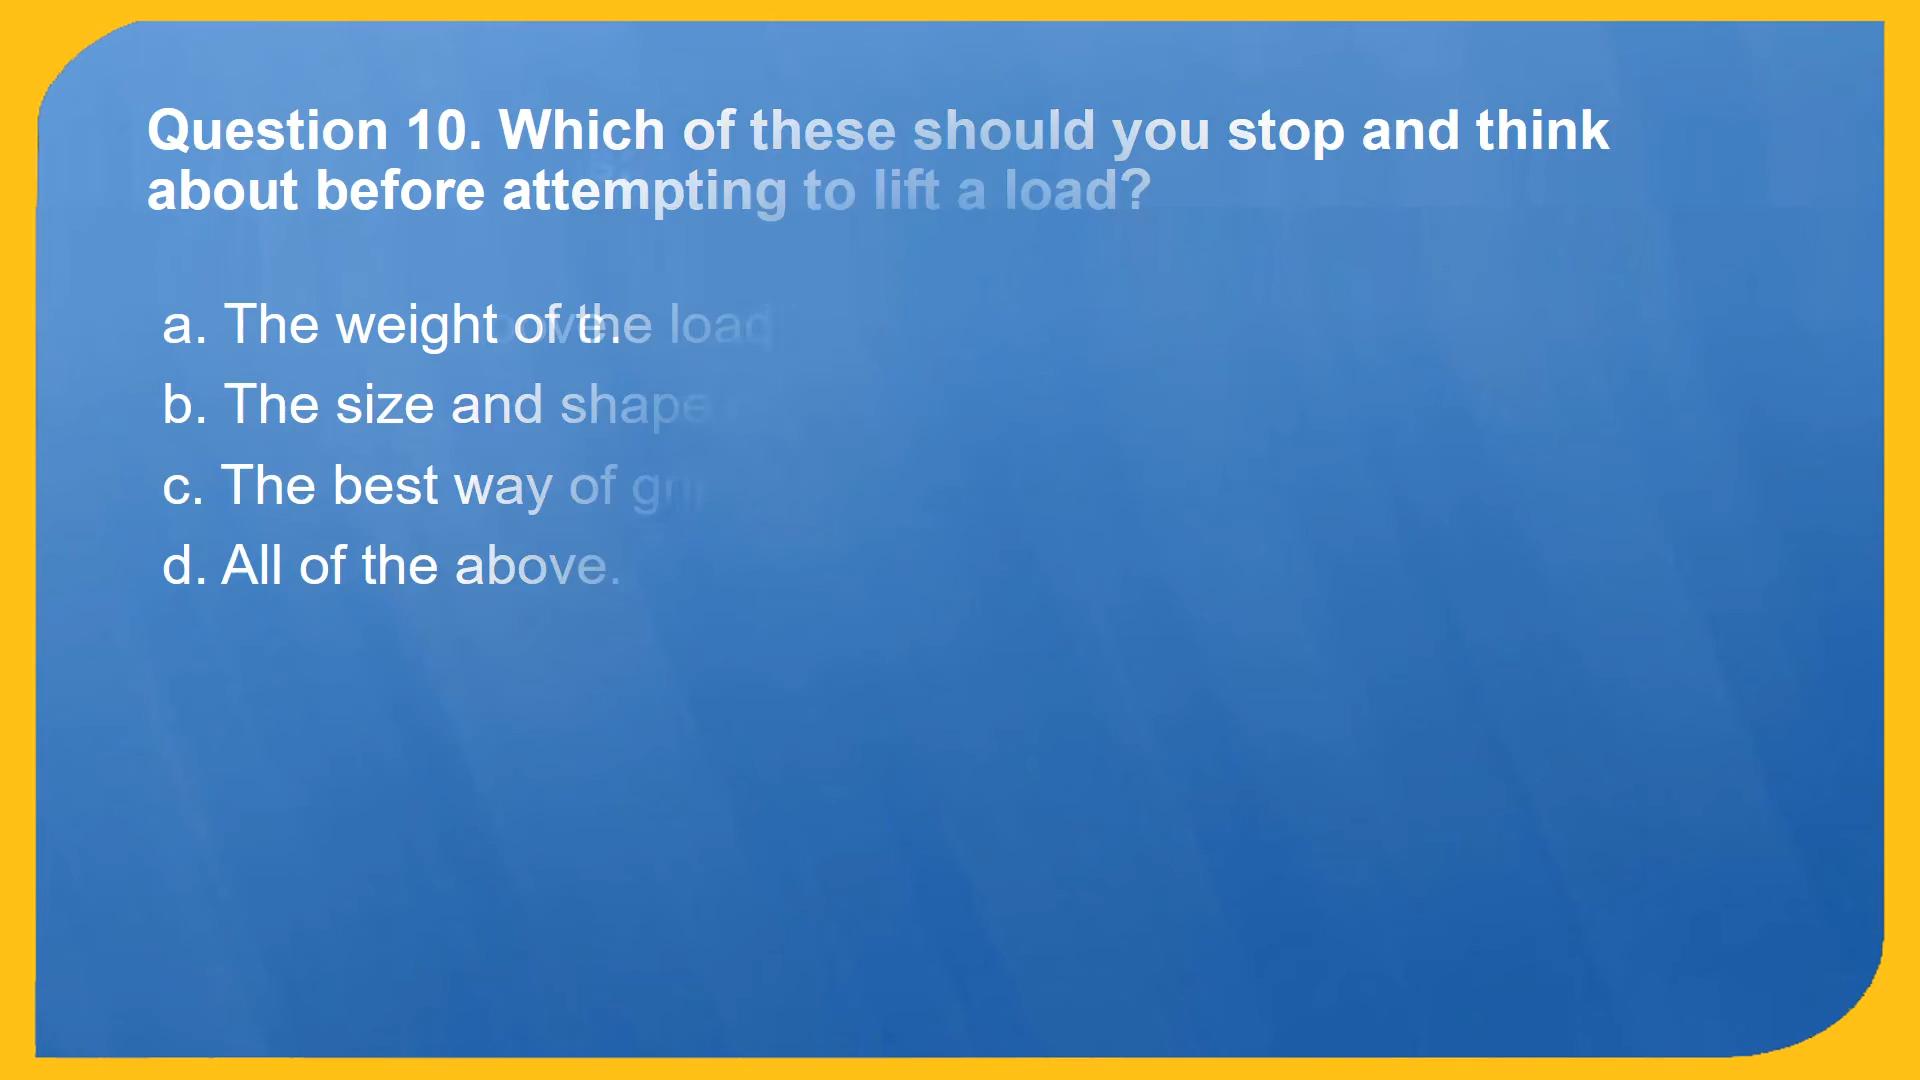 Question 10. Which of these should you stop and think
about before attempting to lift a load?
a. The weight of the load
b. The size and shape
c. The best way of
d. All of the above.